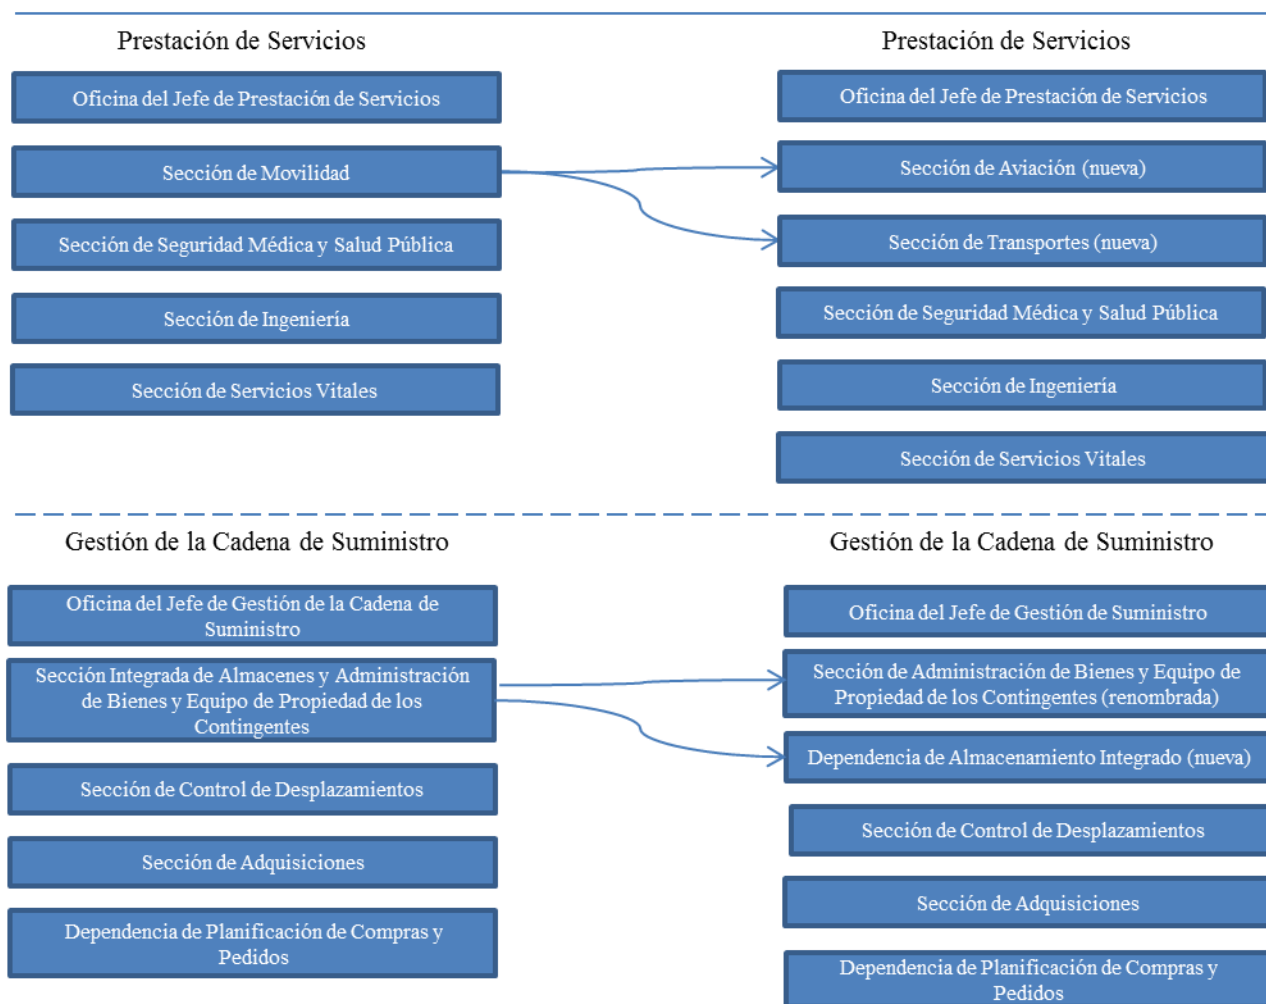 Prestación de Servicios
Oficina del Jefe de Prestación de Servicios
Sección de Movilidad
Sección de Seguridad Médica y Salud Pública
Sección de Ingeniería
Sección de Servicios Vitales
Prestación de Servicios
Oficina del Jefe de Prestación de Servicios
Sección de Aviación (nueva)
Sección de Transportes (nueva)
Sección de Seguridad Médica y Salud Pública
Sección de Ingeniería
Sección de Servicios Vitales
Gestión de la Cadena de Suministro
Oficina del Jefe de Gestión de la Cadena de
Suministro
Sección Integrada de Almacenes y Administración
de Bienes y Equipo de Propiedad de los
Contingentes
Sección de Control de Desplazamientos
Sección de Adquisiciones
Dependencia de Planificación de Compras y
Pedidos
Gestión de la Cadena de Suministro
Oficina del Jefe de Gestión de Suministro
Sección de Administración de Bienes y Equipo de
Propiedad de los Contingentes (renombrada)
Dependencia de Almacenamiento Integrado (nueva)
Sección de Control de Desplazamientos
Sección de Adquisiciones
Dependencia de Planificación de Compras y
Pedidos